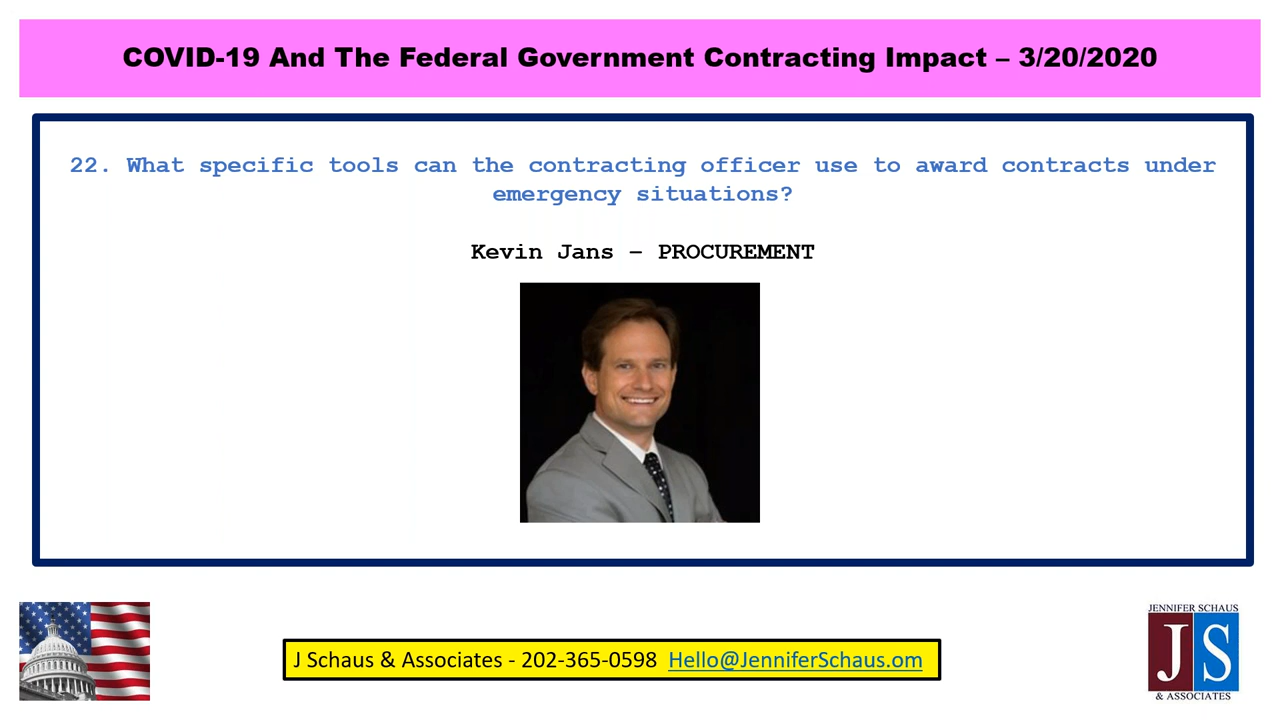 COVID-19 And The Federal Government Contracting Impact – 3/20/2020
22. What specific tools can the contracting officer use to award contracts under
emergency situations?
Kevin Jans – PROCUREMENT
J Schaus & Associates - 202-365-0598 Hello@JenniferSchaus.om
JENNIFER SCHAUS
JS
& ASSOCIATES